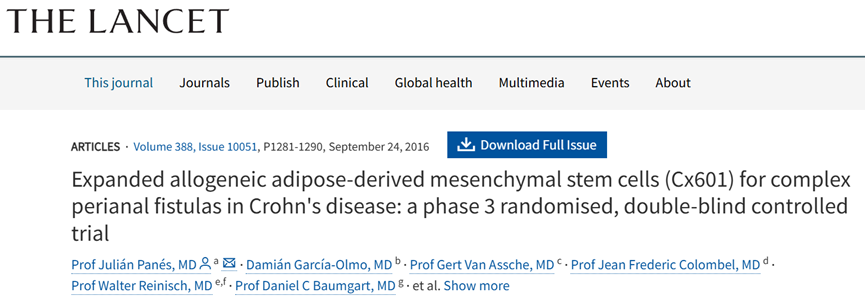 THE LANCET
This journal Journals Publish Clinical Global health Multimedia Events About
ARTICLES · Volume 388, Issue 10051, P1281-1290, September 24, 2016 Download Full Issue
Expanded allogeneic adipose-derived mesenchymal stem cells (Cx601) for complex
perianal fistulas in Crohn's disease: a phase 3 randomised, double-blind controlled
trial
Prof Julián Panés, MD a · Damián García-Olmo, MD b · Prof Gert Van Assche, MD c · Prof Jean Frederic Colombel, MD d ·
Prof Walter Reinisch, MD e,f · Prof Daniel C Baumgart, MD g · et al. Show more